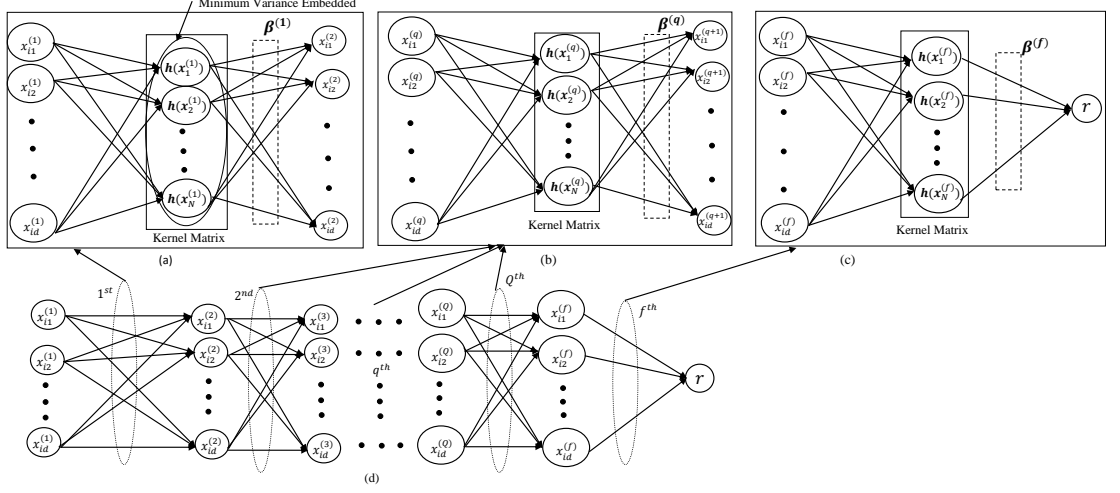 Minimum Variance Embedded
x_{i1}^{(1)}
x_{i2}^{(1)}
x_{id}^{(1)}
h(x_1^{(1)})
h(x_2^{(1)})
h(x_N^{(1)})
Kernel Matrix
β^{(1)}
x_{i1}^{(2)}
x_{i2}^{(2)}
x_{id}^{(2)}
(a)
x_{i1}^{(q)}
x_{i2}^{(q)}
x_{id}^{(q)}
h(x_1^{(q)})
h(x_2^{(q)})
h(x_N^{(q)})
Kernel Matrix
β^{(q)}
x_{i1}^{(q+1)}
x_{i2}^{(q+1)}
x_{id}^{(q+1)}
(b)
x_{i1}^{(f)}
x_{i2}^{(f)}
x_{id}^{(f)}
h(x_1^{(f)})
h(x_2^{(f)})
h(x_N^{(f)})
Kernel Matrix
β^{(f)}
r
(c)
1^{st}
2^{nd}
q^{th}
Q^{th}
f^{th}
x_{i1}^{(1)}
x_{i2}^{(1)}
x_{id}^{(1)}
x_{i1}^{(2)}
x_{i2}^{(2)}
x_{id}^{(2)}
x_{i1}^{(3)}
x_{i2}^{(3)}
x_{id}^{(3)}
x_{i1}^{(Q)}
x_{i2}^{(Q)}
x_{id}^{(Q)}
x_{i1}^{(f)}
x_{i2}^{(f)}
x_{id}^{(f)}
r
(d)